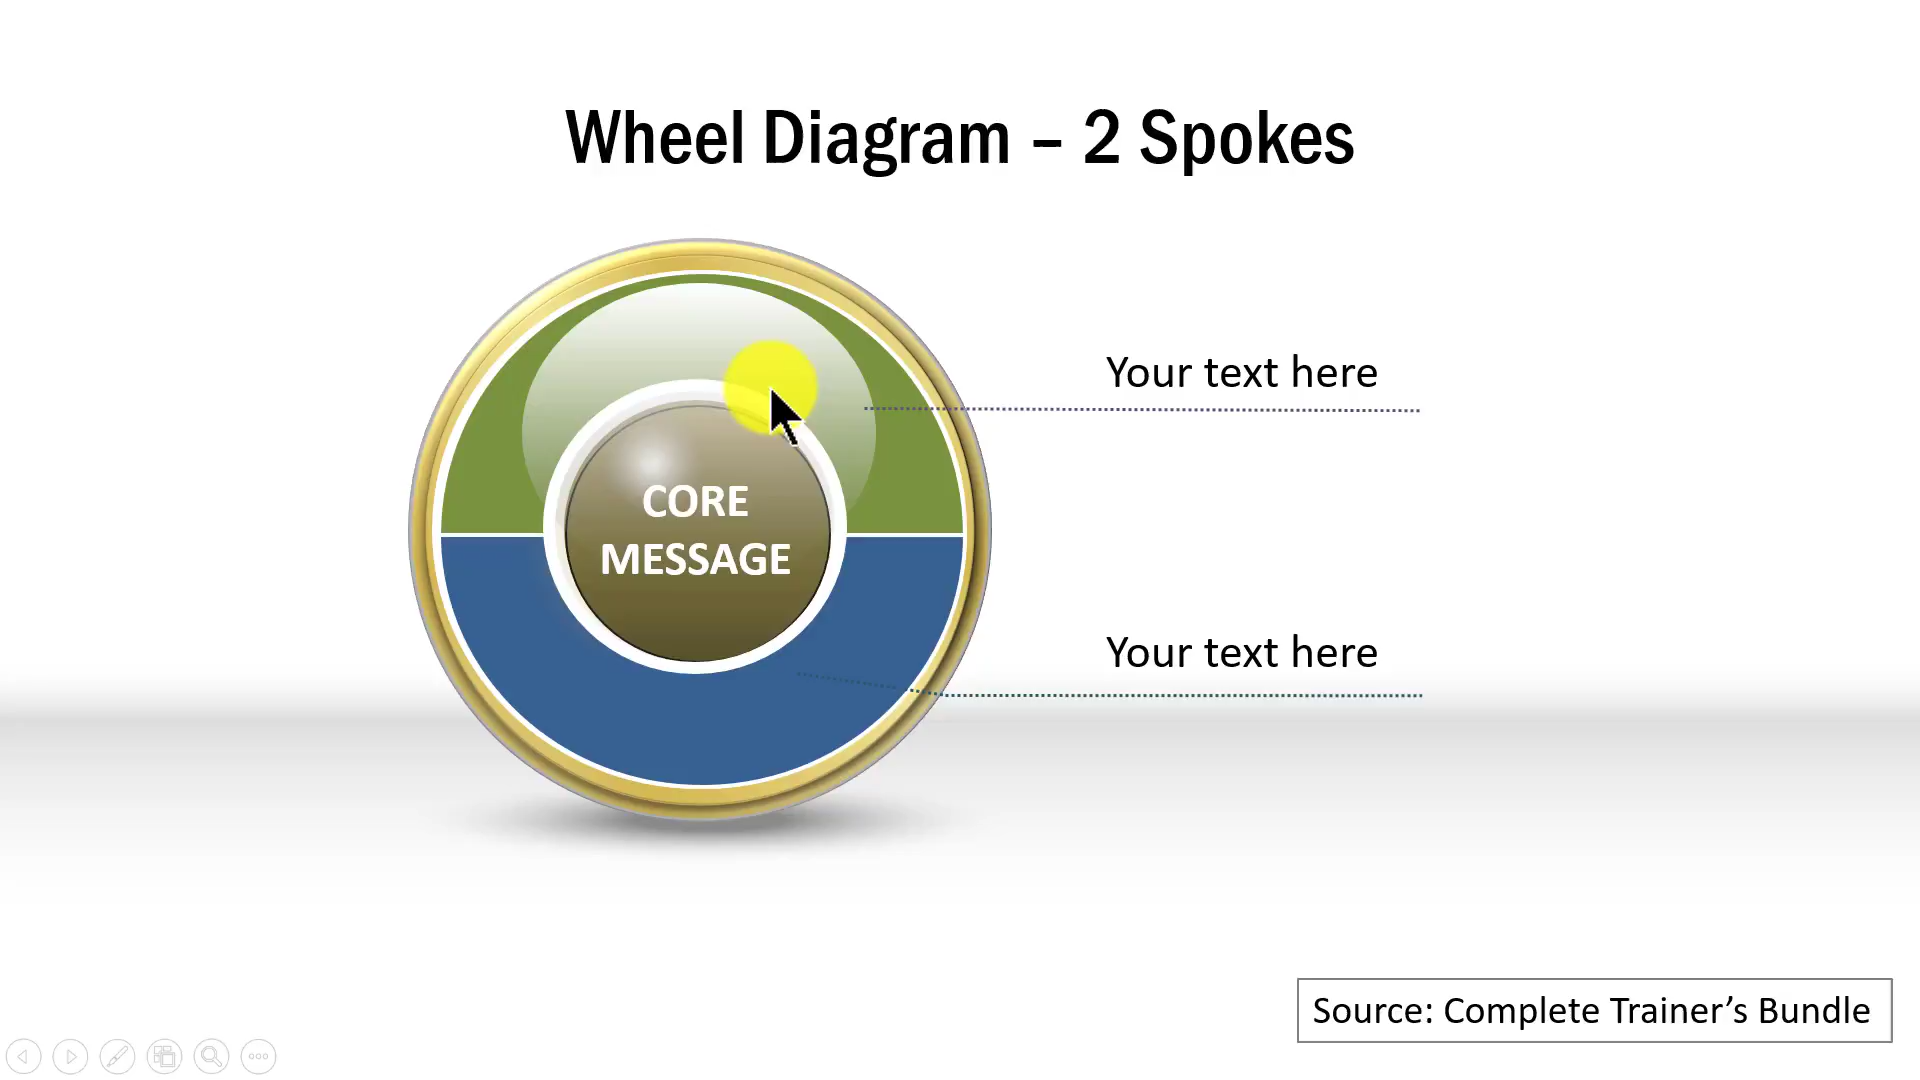 Wheel Diagram – 2 Spokes
Your text here
CORE
MESSAGE
Your text here
Source: Complete Trainer’s Bundle